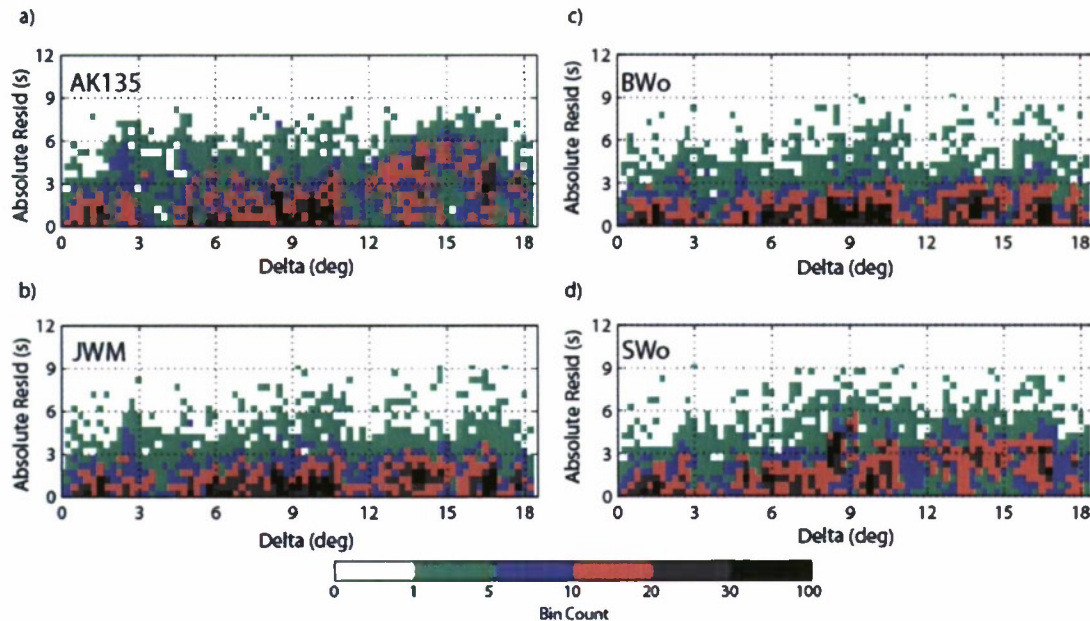 a)
12
9
6
3
0
AK135
Absolute Resid (s)
0 3 6 9 12 15 18
Delta (deg)
c)
12
9
6
3
0
BWo
Absolute Resid (s)
0 3 6 9 12 15 18
Delta (deg)
b)
12
9
6
3
0
JWM
Absolute Resid (s)
0 3 6 9 12 15 18
Delta (deg)
d)
12
9
6
3
0
SWo
Absolute Resid (s)
0 3 6 9 12 15 18
Delta (deg)
0 1 5 10 20 30 100
Bin Count